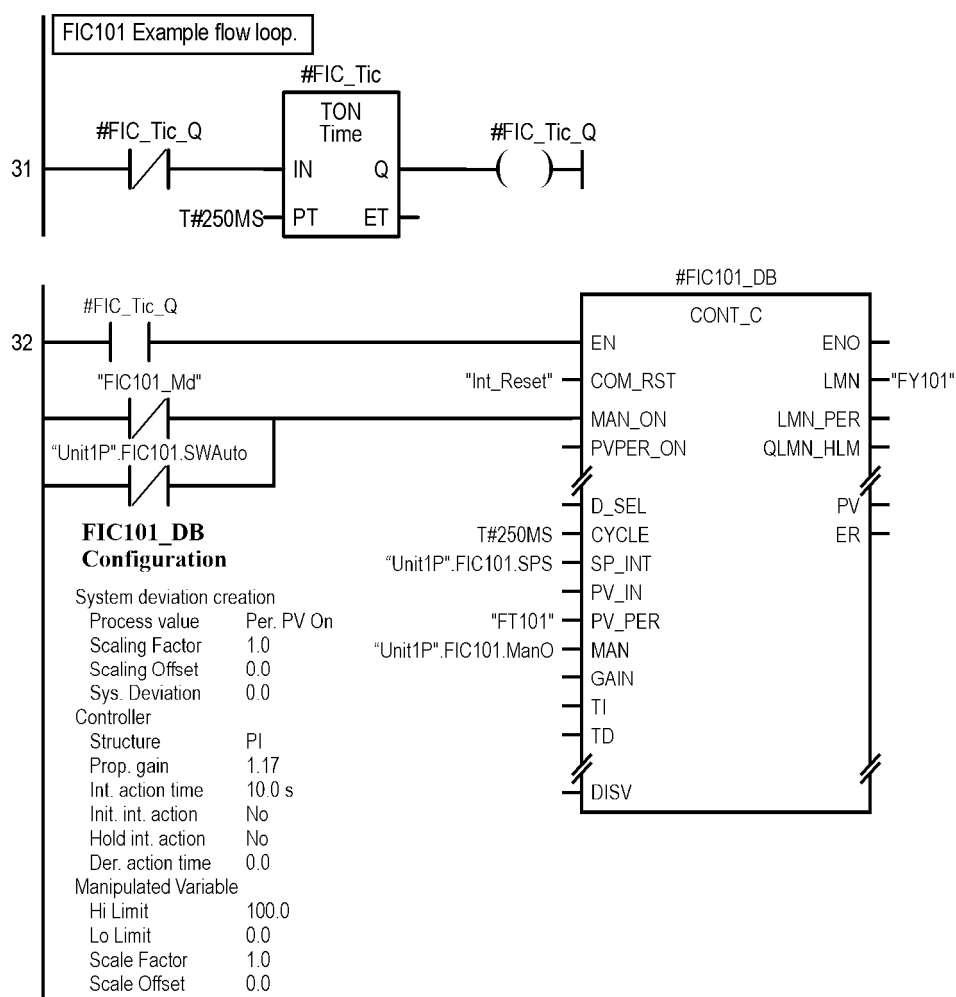 FIC101 Example flow loop.
#FIC_Tic
TON
Time
#FIC_Tic_Q
#FIC_Tic_Q
31
IN Q
T#250MS PT ET
#FIC101_DB
CONT_C
#FIC_Tic_Q
32
EN ENO
"FIC101_Md"
"Int_Reset" COM_RST LMN "FY101"
MAN_ON LMN_PER
PVPER_ON QLMN_HLM
“Unit1P".FIC101.SWAuto
D_SEL PV
T#250MS CYCLE ER
“Unit1P”.FIC101.SPS SP_INT
PV_IN
"FT101" PV_PER
"Unit1P".FIC101.ManO MAN
GAIN
TI
TD
DISV
FIC101_DB
Configuration
System deviation creation
Process value Per. PV On
Scaling Factor 1.0
Scaling Offset 0.0
Sys. Deviation 0.0
Controller
Structure PI
Prop. gain 1.17
Int. action time 10.0 s
Init. int. action No
Hold int. action No
Der. action time 0.0
Manipulated Variable
Hi Limit 100.0
Lo Limit 0.0
Scale Factor 1.0
Scale Offset 0.0